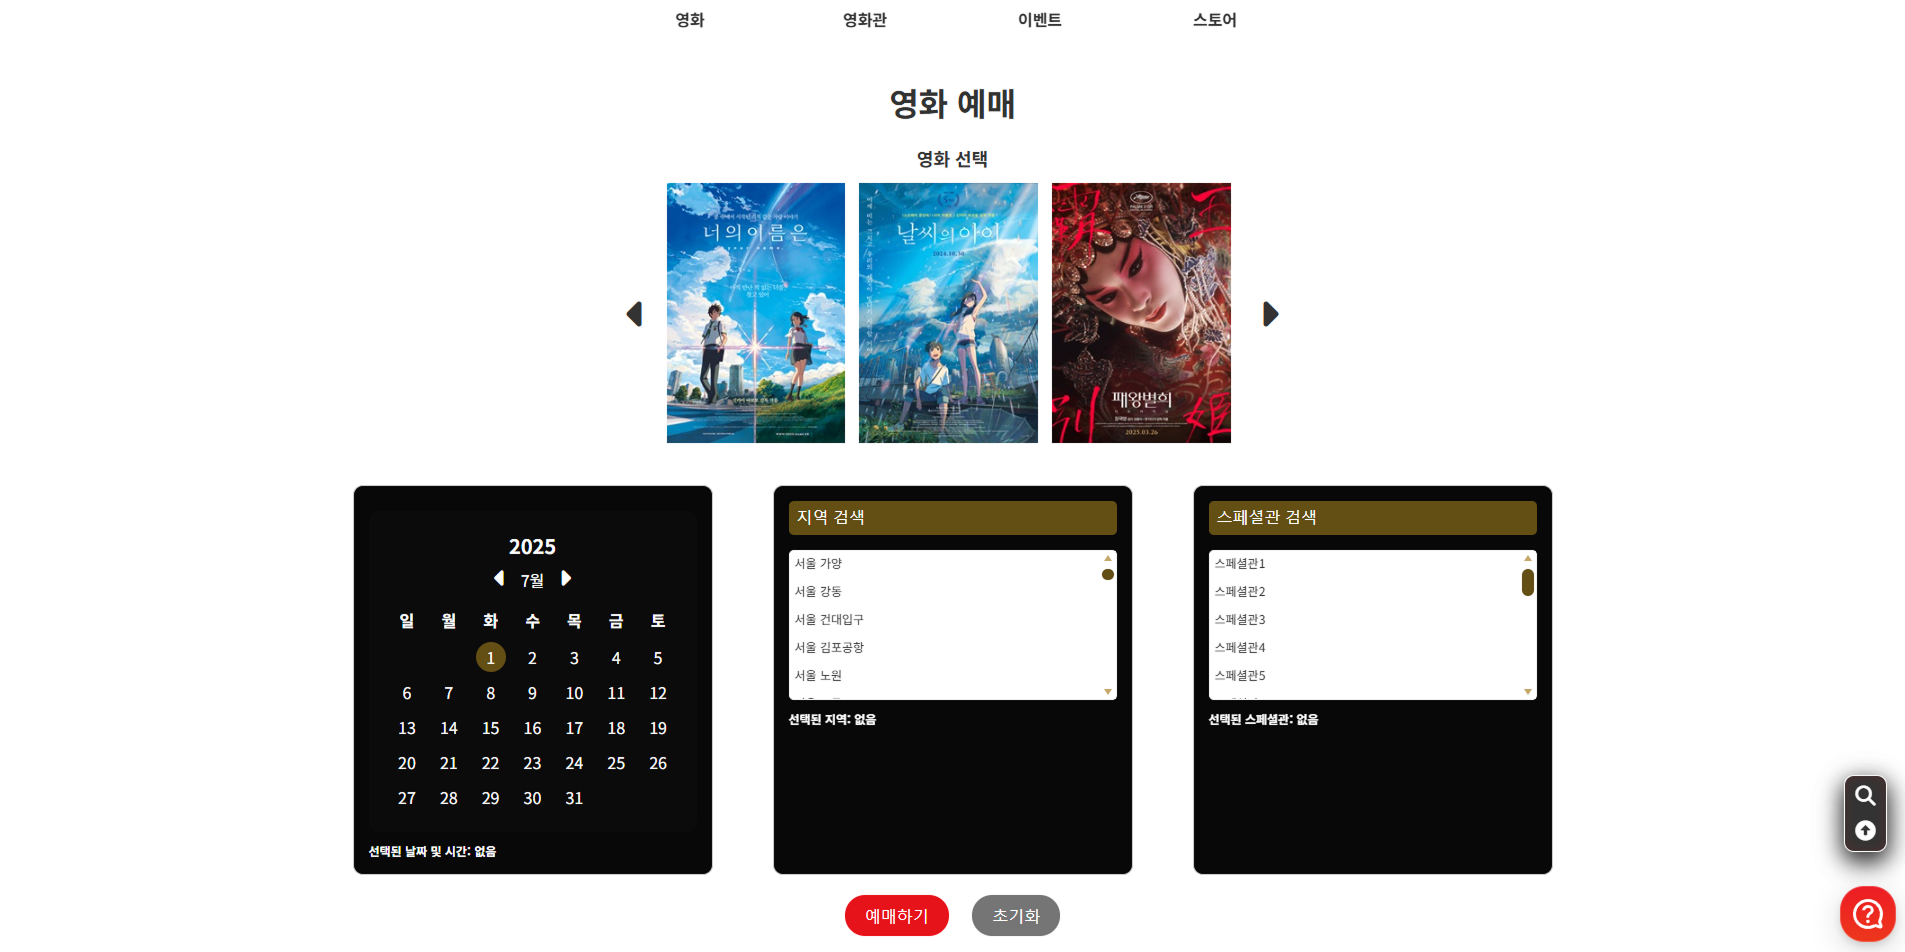 영화 영화관 이벤트 스토어
영화 예매
영화 선택
너의이름은
your name.
날씨의 아이
2024.10.30
패왕별희
2025.03.26
2025
7월
일 월 화 수 목 금 토
1 2 3 4 5
6 7 8 9 10 11 12
13 14 15 16 17 18 19
20 21 22 23 24 25 26
27 28 29 30 31
선택된 날짜 및 시간: 없음
지역 검색
서울 가양
서울 강동
서울 건대입구
서울 김포공항
서울 노원
선택된 지역: 없음
스페셜관 검색
스페셜관1
스페셜관2
스페셜관3
스페셜관4
스페셜관5
선택된 스페셜관: 없음
예매하기 초기화